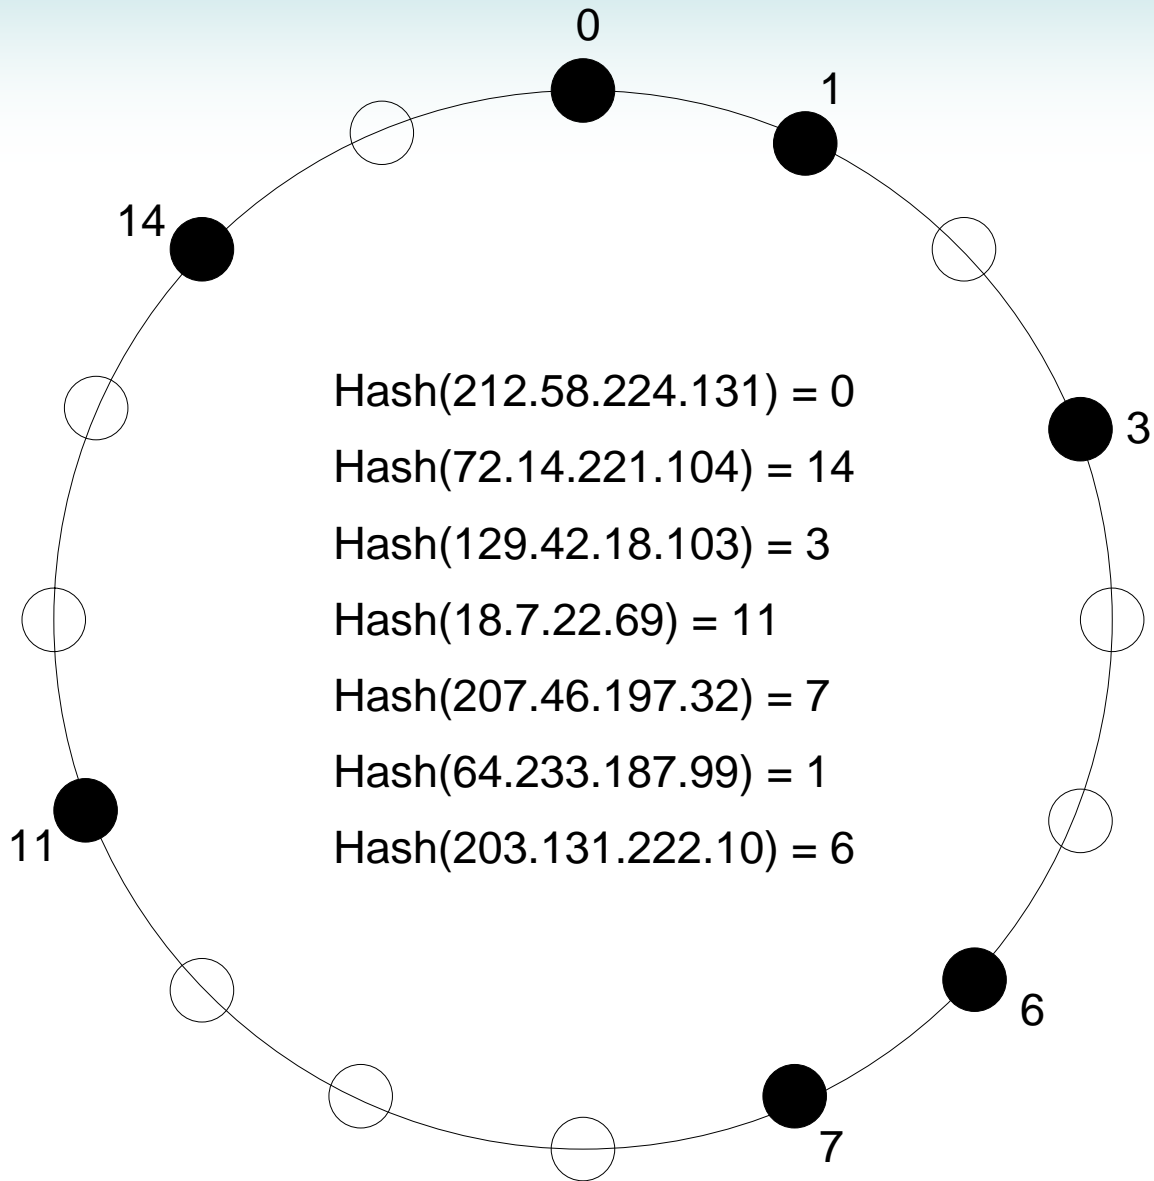 0
1
14
Hash(212.58.224.131) = 0
3
Hash(72.14.221.104) = 14
Hash(129.42.18.103) = 3
Hash(18.7.22.69) = 11
Hash(207.46.197.32) = 7
Hash(64.233.187.99) = 1
11
Hash(203.131.222.10) = 6
6
7